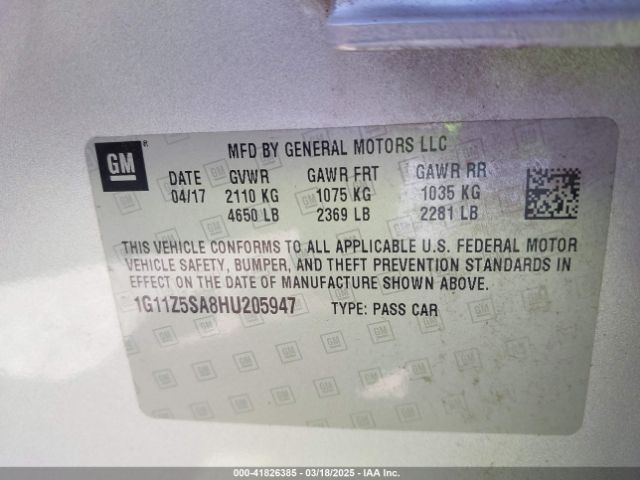 GM
MFD BY GENERAL MOTORS LLC
DATE GVWR GAWR FRT GAWR RR
04/17 2110 KG 1075 KG 1035 KG
4650 LB 2369 LB 2281 LB
THIS VEHICLE CONFORMS TO ALL APPLICABLE U.S. FEDERAL MOTOR
VEHICLE SAFETY, BUMPER, AND THEFT PREVENTION STANDARDS IN
EFFECT ON THE DATE OF MANUFACTURE SHOWN ABOVE.
1G11Z5SA8HU205947 TYPE: PASS CAR
000-41826385 - 03/18/2025 - IAA Inc.